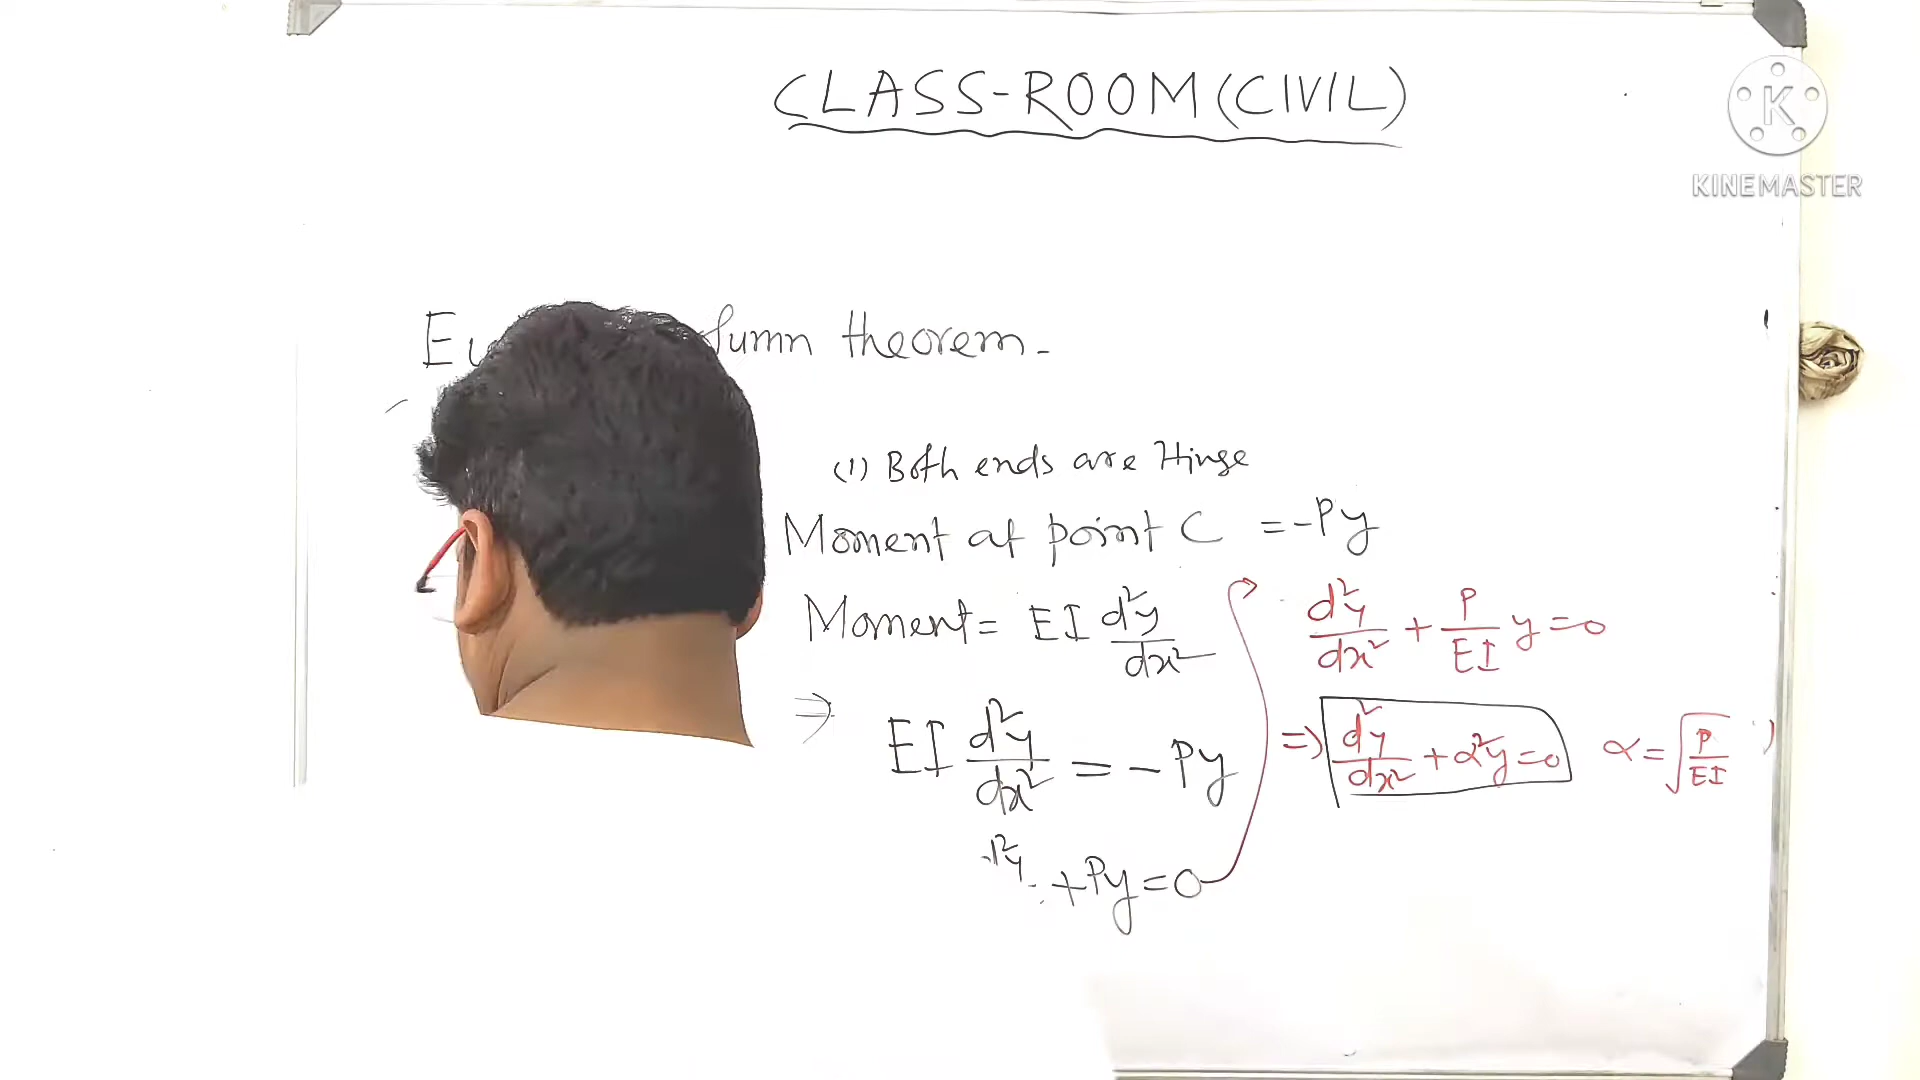 CLASS-ROOM (CIVIL)
KINEMASTER
theorem-
(1) Both ends are Hinge
Moment at point C = -Py
Moment = EI d²y/dx²
⇒ EI d²y/dx² = -Py
+Py=0
d²y/dx² + P/EI y=0
⇒ d²y/dx² + α²y=0 α=√P/EI